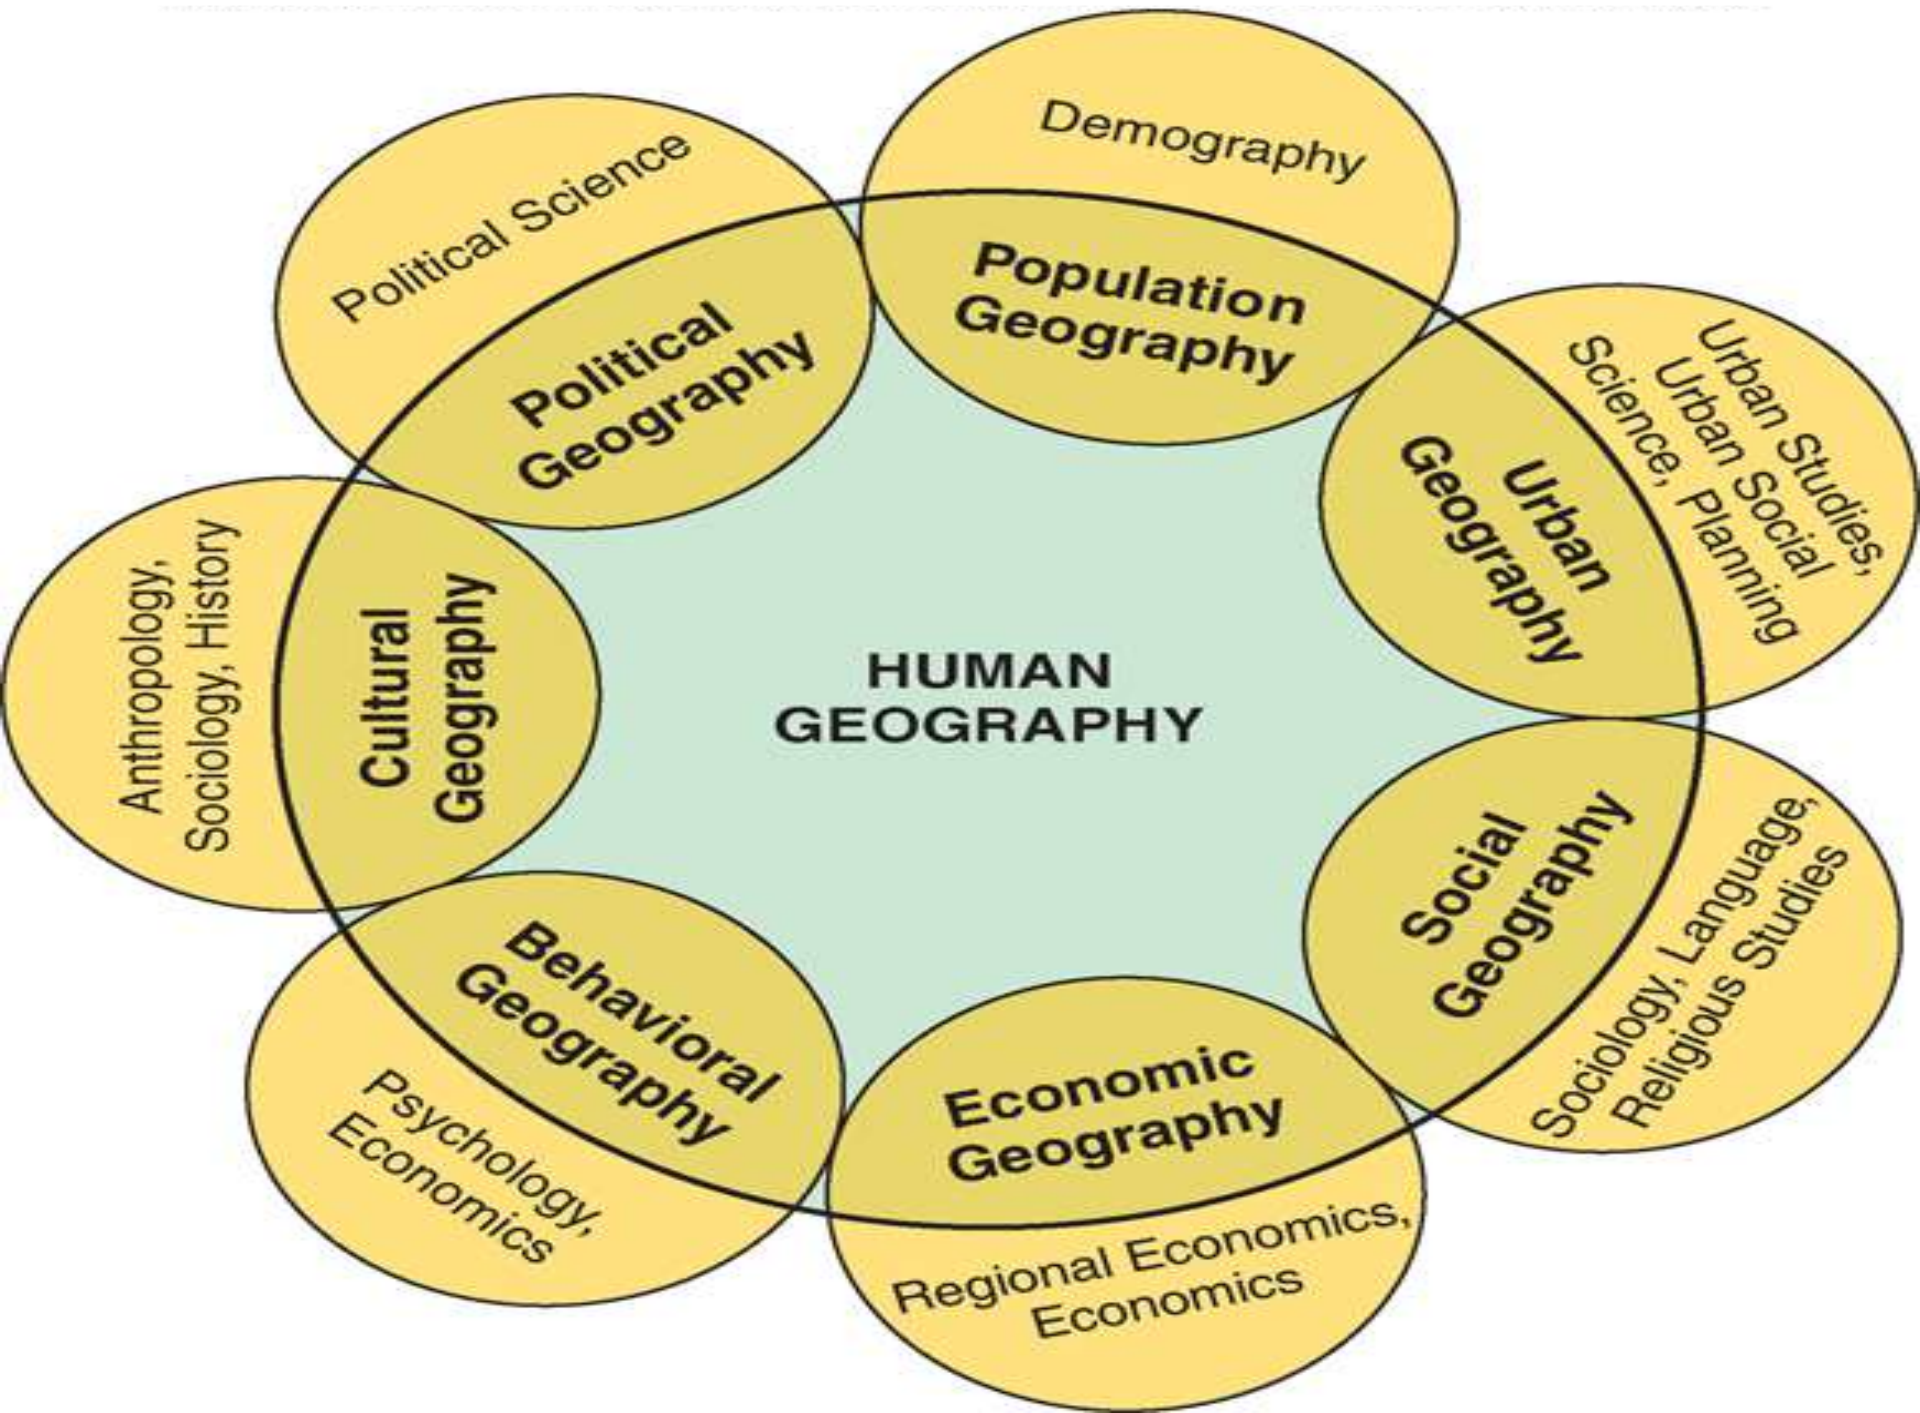 Demography
Population
Geography
Political Science
Political
Geography
Urban Studies,
Urban Social
Science, Planning
Urban
Geography
Anthropology,
Sociology, History
Cultural
Geography
HUMAN
GEOGRAPHY
Social
Geography
Sociology, Language,
Religious Studies
Behavioral
Geography
Psychology,
Economics
Economic
Geography
Regional Economics,
Economics